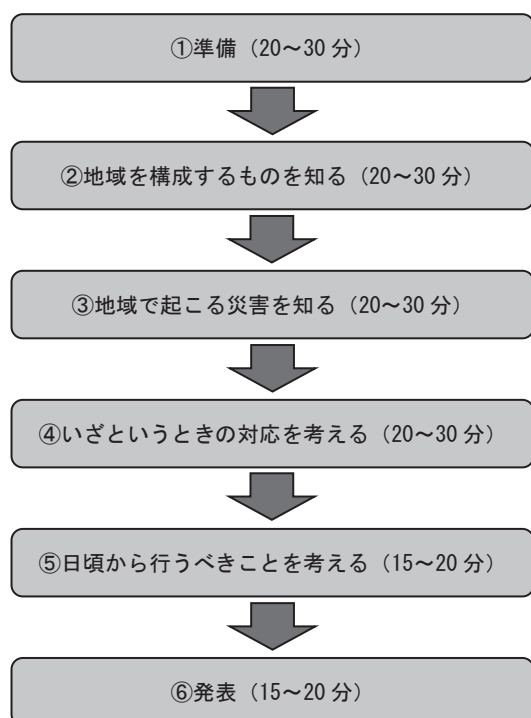 ①準備（20～30 分）
②地域を構成するものを知る（20～30 分）
③地域で起こる災害を知る（20～30 分）
④いざというときの対応を考える（20～30 分）
⑤日頃から行うべきことを考える（15～20 分）
⑥発表（15～20 分）